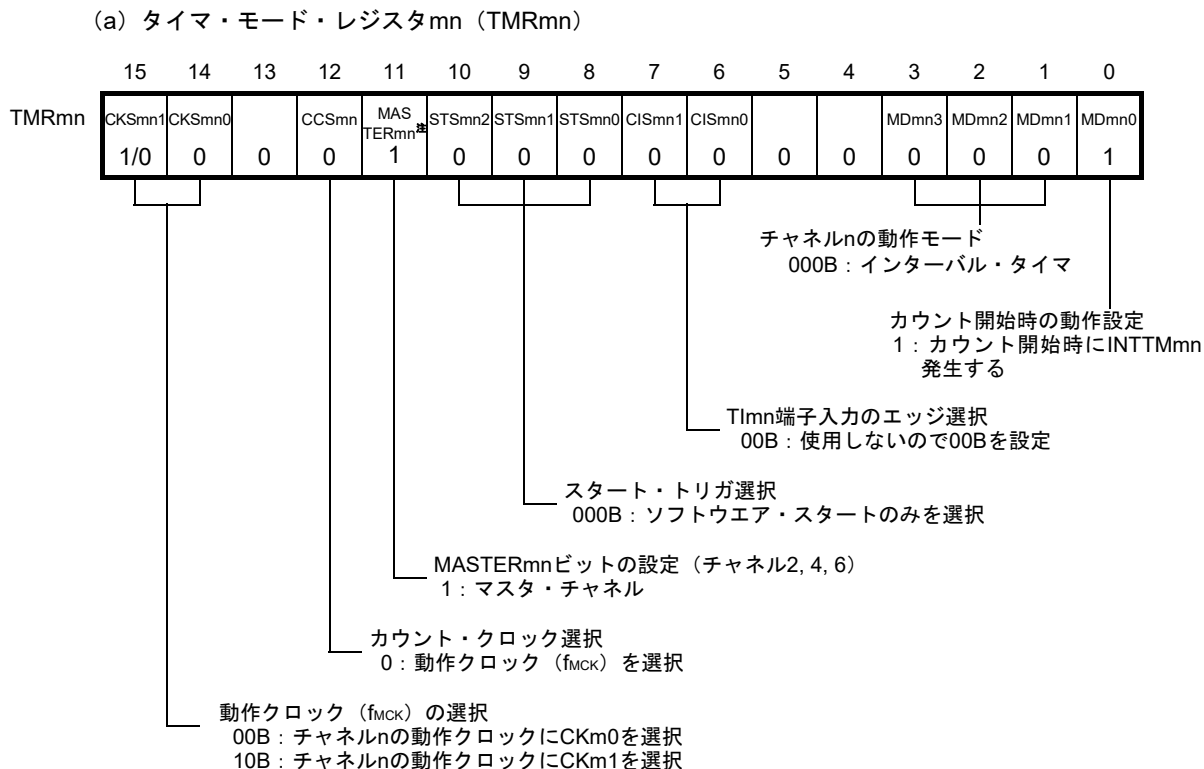 (a) タイマ・モード・レジスタmn（TMRmn）
15 14 13 12 11 10 9 8 7 6 5 4 3 2 1 0
TMRmn CKSmn1 CKSmn0 CCSmn MAS TERmn注 STSmn2 STSmn1 STSmn0 CISmn1 CISmn0 MDmn3 MDmn2 MDmn1 MDmn0
1/0 0 0 0 1 0 0 0 0 0 0 0 0 0 0 1
チャネルnの動作モード
000B：インターバル・タイマ
カウント開始時の動作設定
1：カウント開始時にINTTMmn
発生する
TImn端子入力のエッジ選択
00B：使用しないので00Bを設定
スタート・トリガ選択
000B：ソフトウエア・スタートのみを選択
MASTERmnビットの設定（チャネル2, 4, 6）
1：マスタ・チャネル
カウント・クロック選択
0：動作クロック（fMCK）を選択
動作クロック（fMCK）の選択
00B：チャネルnの動作クロックにCKm0を選択
10B：チャネルnの動作クロックにCKm1を選択